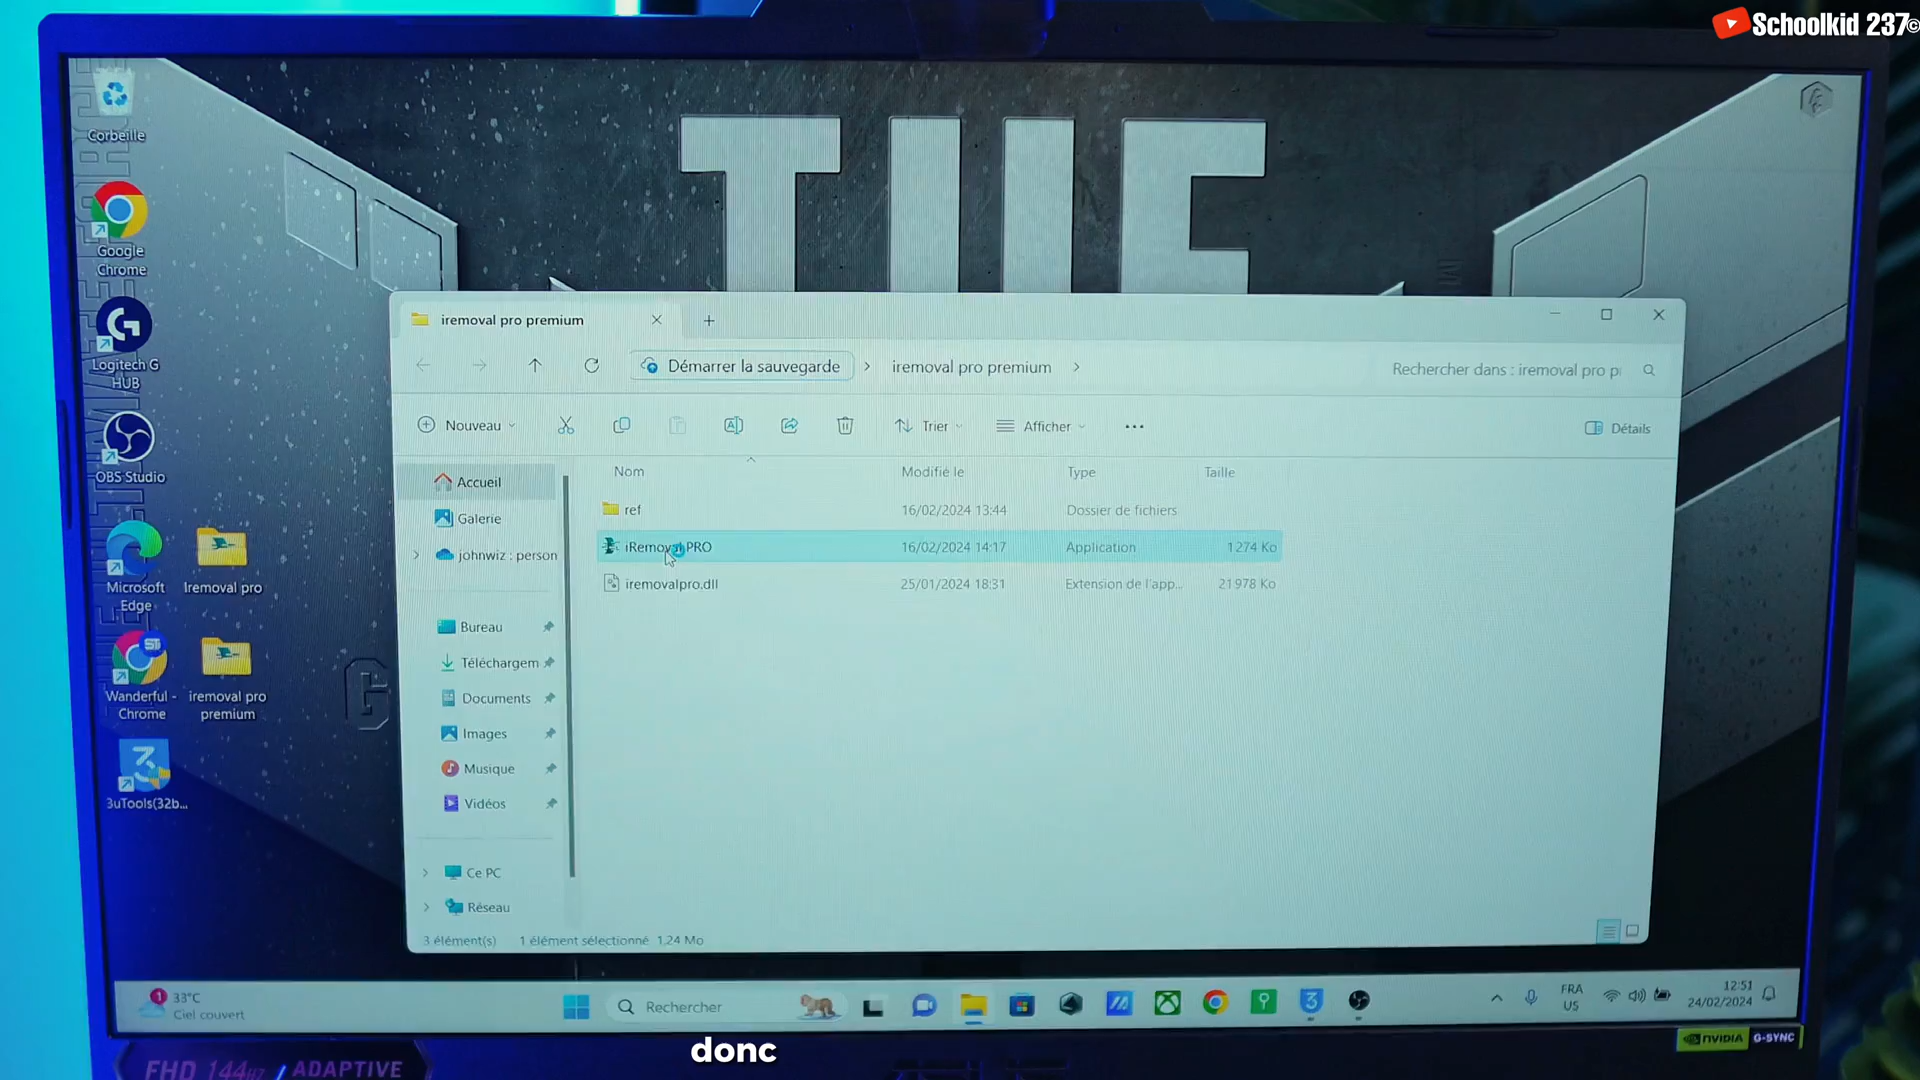 Schoolkid 237©
TUF
Corbeille
Google
Chrome
Logitech G
HUB
OBS Studio
Microsoft
Edge
Iremoval pro
Wanderful -
Chrome
iremoval pro
premium
3uTools(32b...
iremoval pro premium
Démarrer la sauvegarde
iremoval pro premium
Rechercher dans : iremoval pro p
Nouveau
Trier
Afficher
Détails
Nom
Modifié le
Type
Taille
ref
16/02/2024 13:44
Dossier de fichiers
iRemoval PRO
16/02/2024 14:17
Application
1 274 Ko
iremovalpro.dll
25/01/2024 18:31
Extension de l'app...
21 978 Ko
Accueil
Galerie
johnwiz : person
Bureau
Téléchargem
Documents
Images
Musique
Vidéos
Ce PC
Réseau
3 élément(s)
1 élément sélectionné 1,24 Mo
1
33°C
Ciel couvert
Rechercher
FRA
US
12:51
24/02/2024
NVIDIA G-SYNC
donc
FHD 144HZ / ADAPTIVE